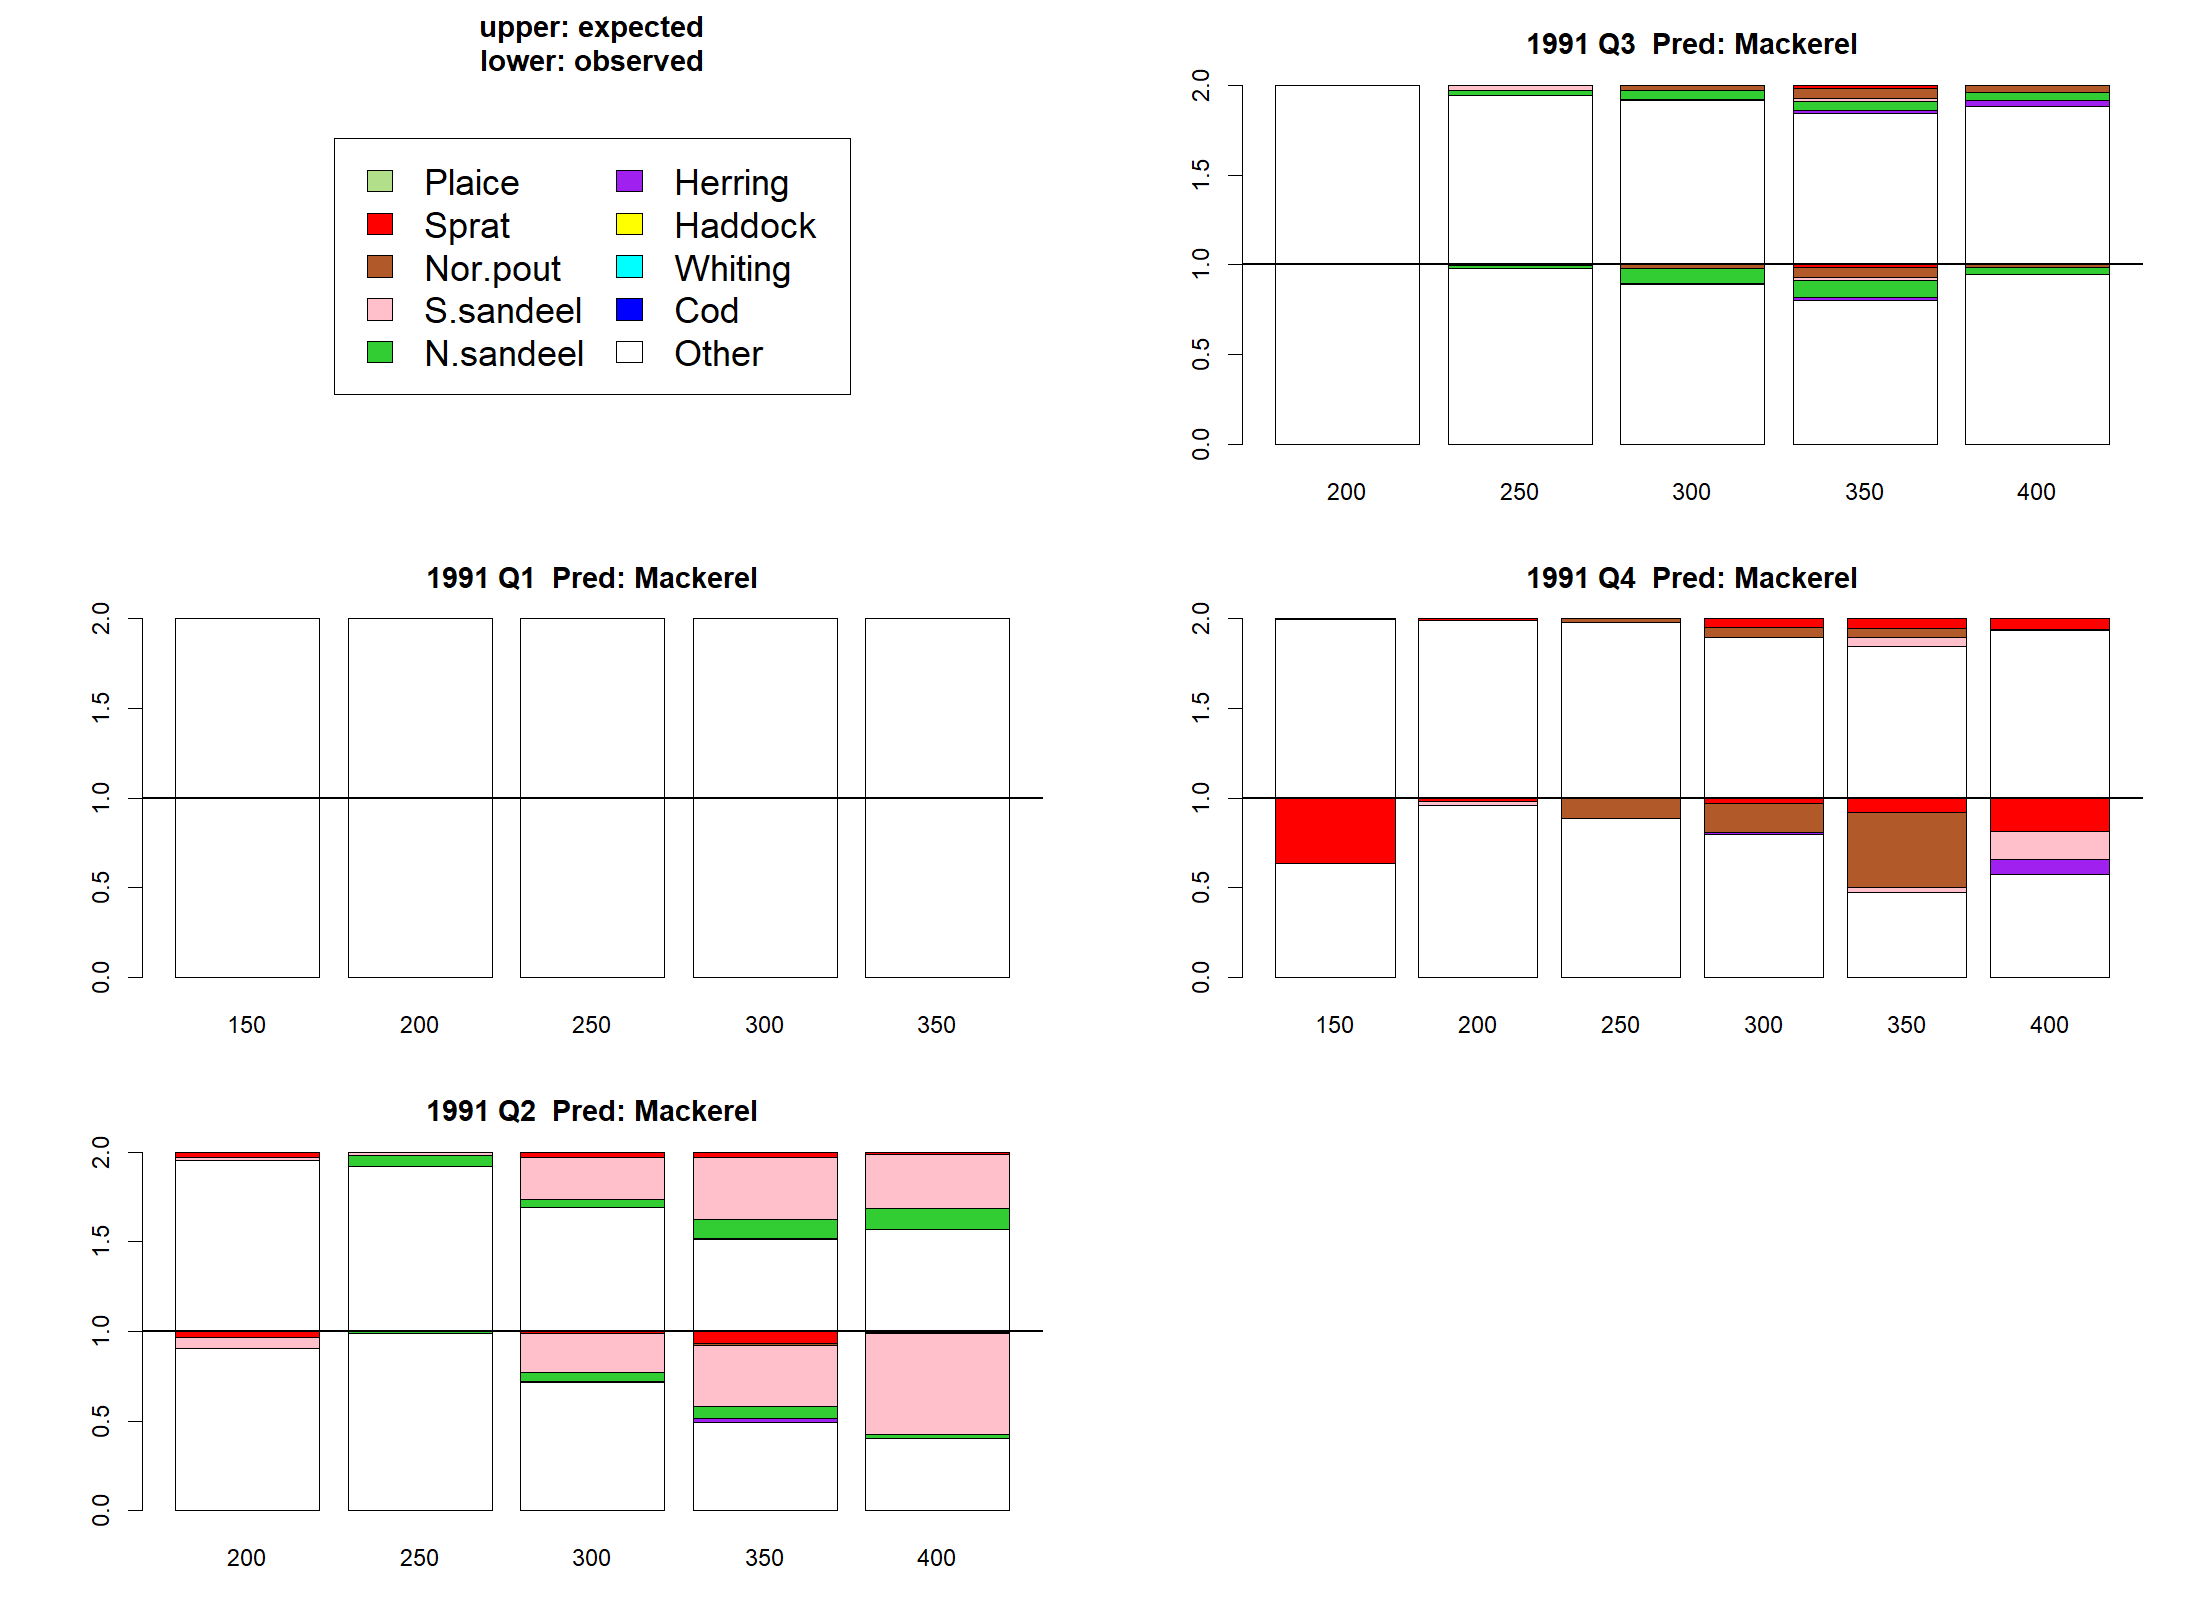 upper: expected
lower: observed
Plaice
Sprat
Nor.pout
S.sandeel
N.sandeel
Herring
Haddock
Whiting
Cod
Other
1991 Q1  Pred: Mackerel
2.0
1.5
1.0
0.5
0.0
150 200 250 300 350
1991 Q2  Pred: Mackerel
2.0
1.5
1.0
0.5
0.0
200 250 300 350 400
1991 Q3  Pred: Mackerel
2.0
1.5
1.0
0.5
0.0
200 250 300 350 400
1991 Q4  Pred: Mackerel
2.0
1.5
1.0
0.5
0.0
150 200 250 300 350 400